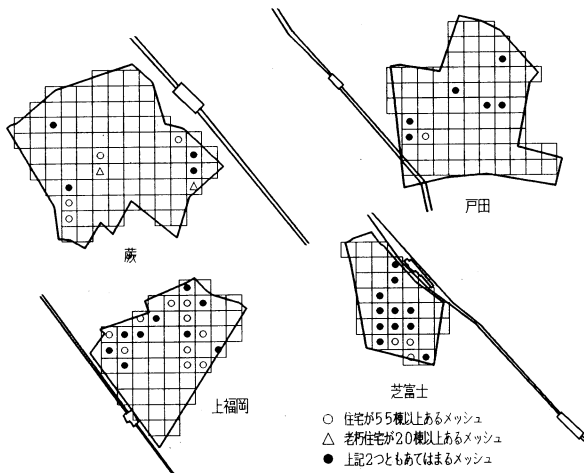 戸田
蕨
上福岡
芝富士
○ 住宅が55棟以上あるメッシュ
△ 老朽住宅が20棟以上あるメッシュ
● 上記2つともあてはまるメッシュ